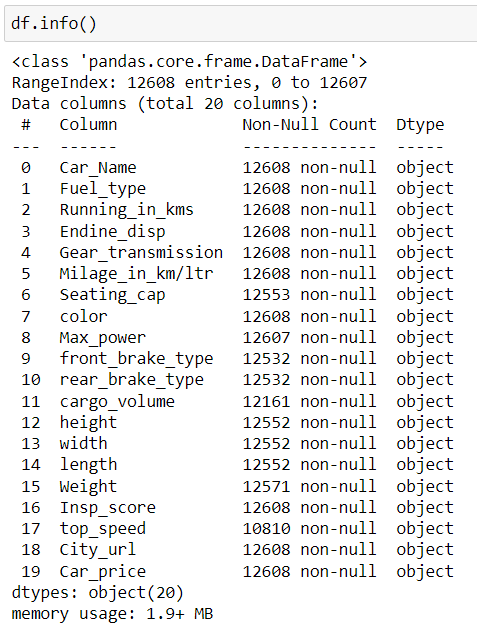 df.info()
<class 'pandas.core.frame.DataFrame'>
RangeIndex: 12608 entries, 0 to 12607
Data columns (total 20 columns):
 #   Column             Non-Null Count  Dtype
---  ------             --------------  -----
 0   Car_Name           12608 non-null  object
 1   Fuel_type          12608 non-null  object
 2   Running_in_kms     12608 non-null  object
 3   Endine_disp        12608 non-null  object
 4   Gear_transmission  12608 non-null  object
 5   Milage_in_km/ltr   12608 non-null  object
 6   Seating_cap        12553 non-null  object
 7   color              12608 non-null  object
 8   Max_power          12607 non-null  object
 9   front_brake_type   12532 non-null  object
 10  rear_brake_type    12532 non-null  object
 11  cargo_volume       12161 non-null  object
 12  height             12552 non-null  object
 13  width              12552 non-null  object
 14  length             12552 non-null  object
 15  Weight             12571 non-null  object
 16  Insp_score         12608 non-null  object
 17  top_speed          10810 non-null  object
 18  City_url           12608 non-null  object
 19  Car_price          12608 non-null  object
dtypes: object(20)
memory usage: 1.9+ MB